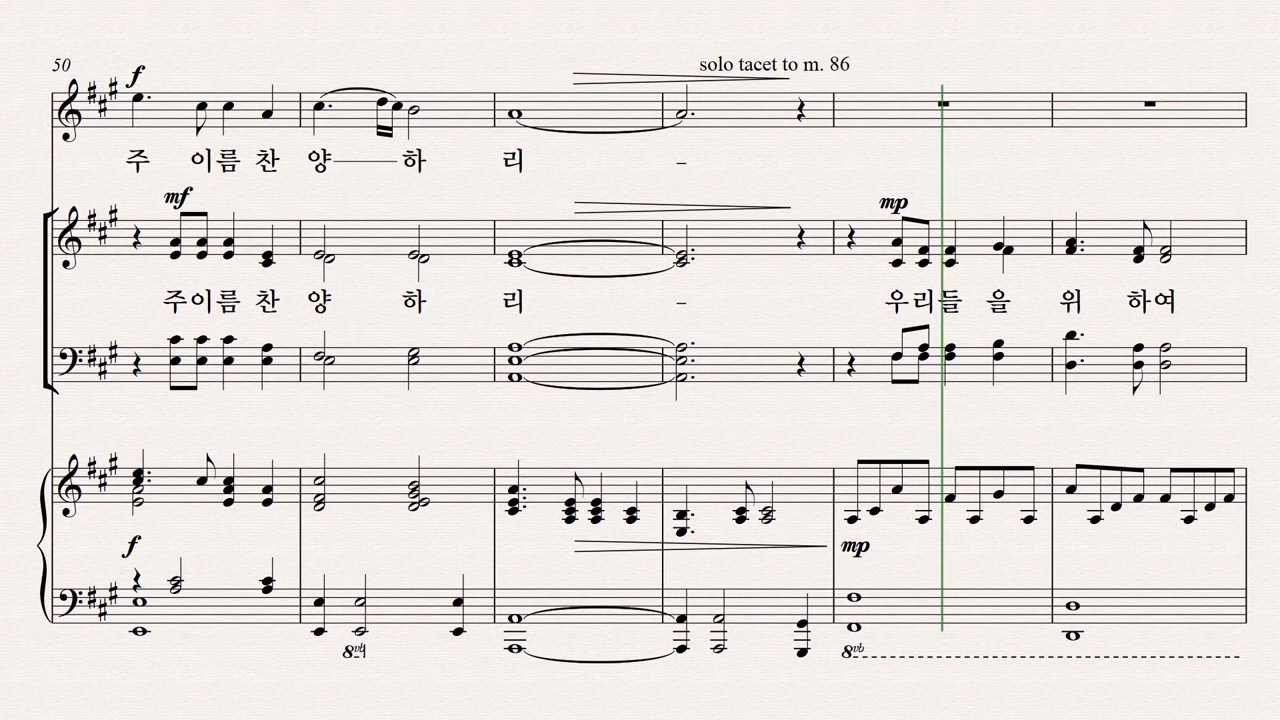 50
f
solo tacet to m. 86
주 이름 찬 양 하 리 –
mf
mp
주이름 찬 양 하 리 – 우리들 을 위 하여
f
mp
8vb
8vb